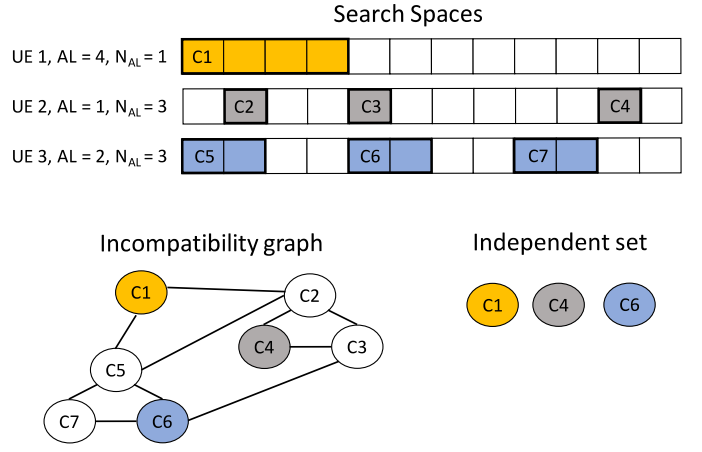 Search Spaces
UE 1, AL = 4, N_AL = 1
C1
UE 2, AL = 1, N_AL = 3
C2 C3 C4
UE 3, AL = 2, N_AL = 3
C5 C6 C7
Incompatibility graph
Independent set
C1
C2
C1 C4 C6
C4 C3
C5
C7 C6